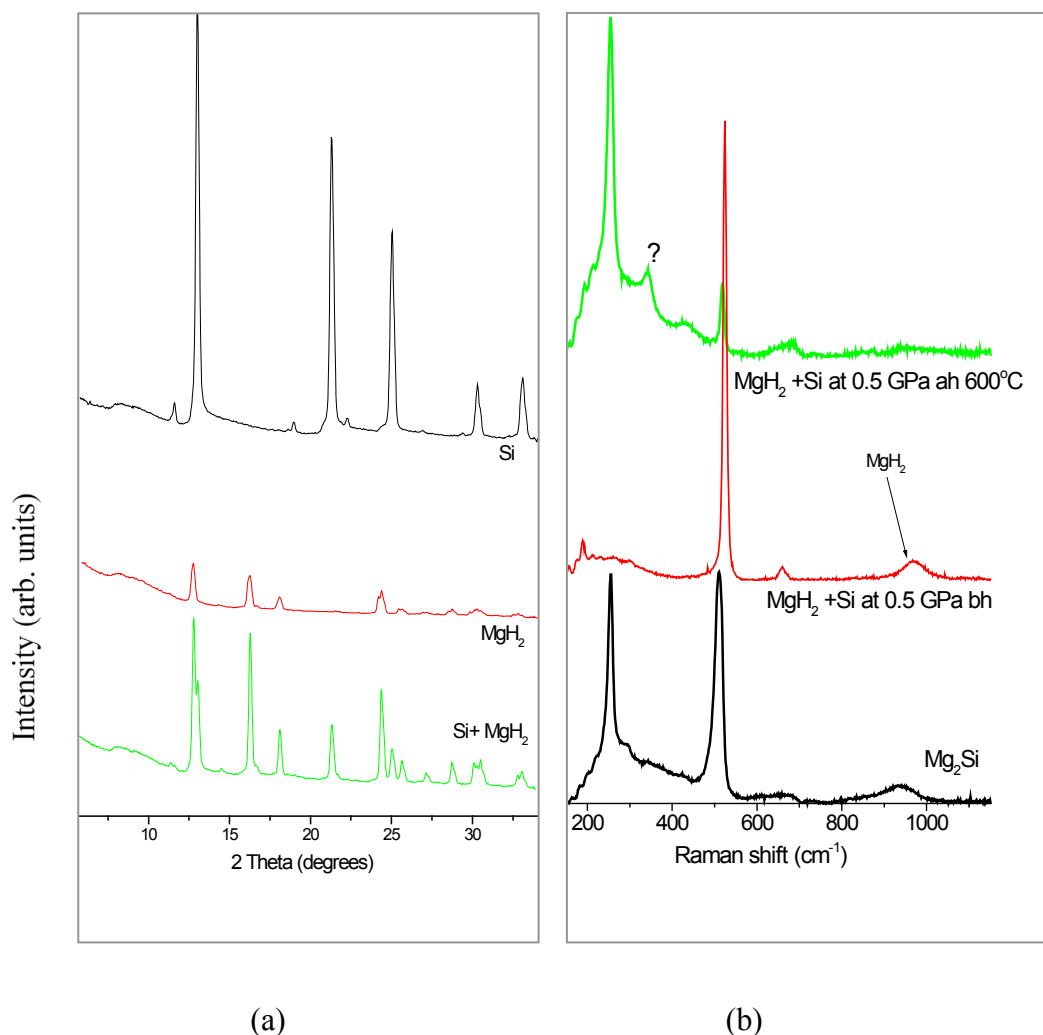 Intensity (arb. units)
Si
MgH₂
Si+ MgH₂
10 15 20 25 30
2 Theta (degrees)
(a)
?
MgH₂ +Si at 0.5 GPa ah 600°C
MgH₂
MgH₂ +Si at 0.5 GPa bh
Mg₂Si
200 400 600 800 1000
Raman shift (cm⁻¹)
(b)